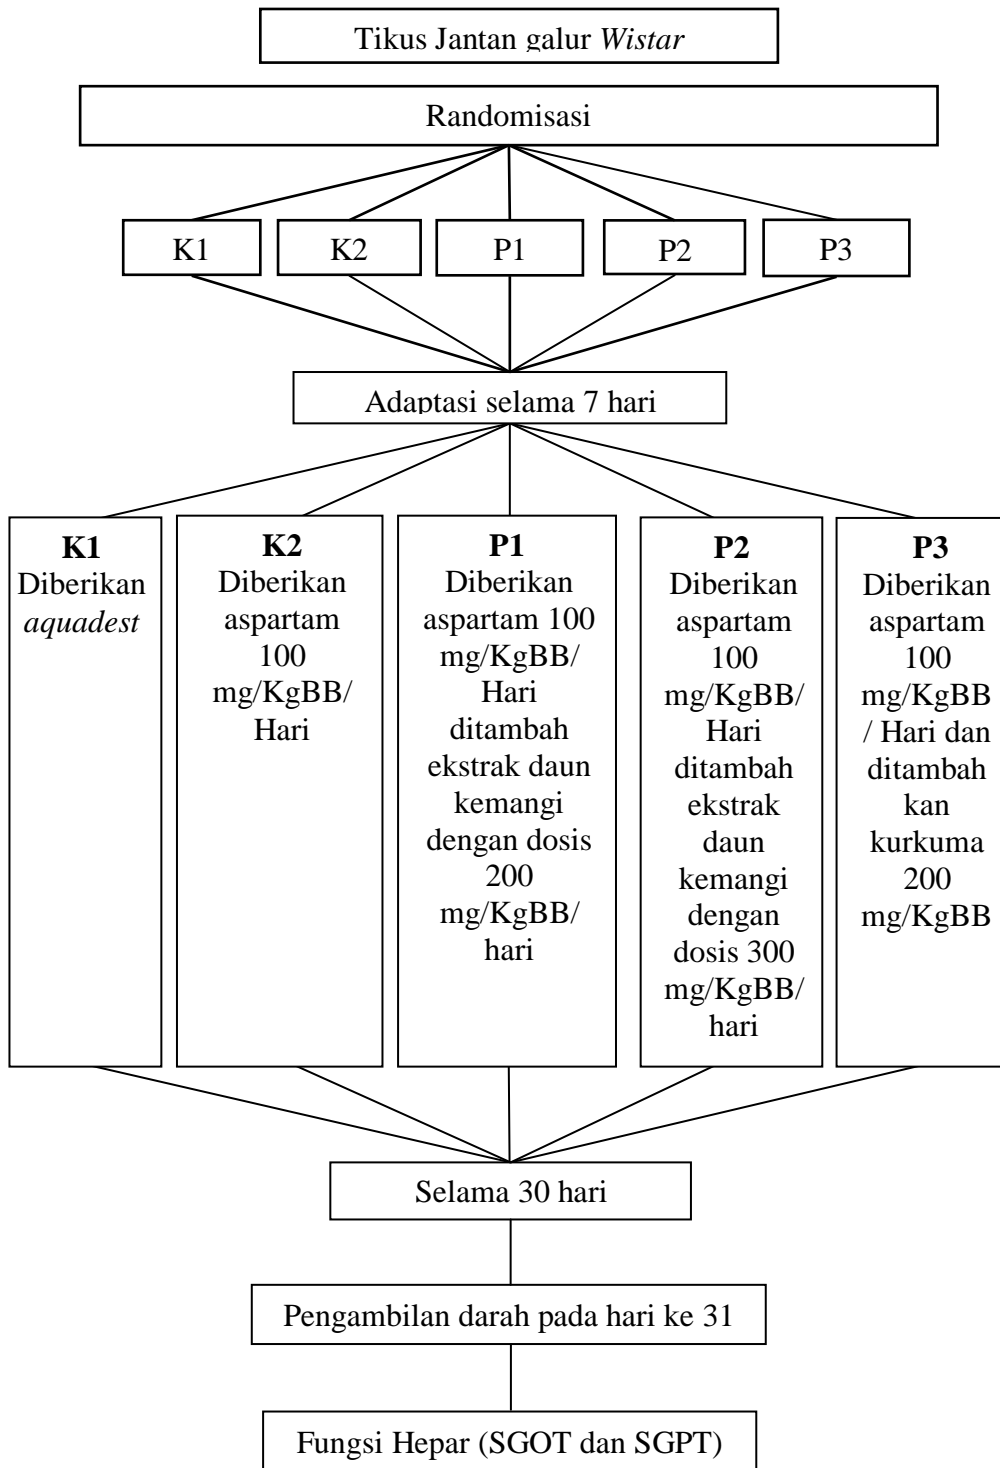 Tikus Jantan galur Wistar
Randomisasi
K1
K2
P1
P2
P3
Adaptasi selama 7 hari
K1
Diberikan
aquadest
K2
Diberikan
aspartam
100
mg/KgBB/
Hari
P1
Diberikan
aspartam 100
mg/KgBB/
Hari
ditambah
ekstrak daun
kemangi
dengan dosis
200
mg/KgBB/
hari
P2
Diberikan
aspartam
100
mg/KgBB/
Hari
ditambah
ekstrak
daun
kemangi
dengan
dosis 300
mg/KgBB/
hari
P3
Diberikan
aspartam
100
mg/KgBB
/ Hari dan
ditambah
kan
kurkuma
200
mg/KgBB
Selama 30 hari
Pengambilan darah pada hari ke 31
Fungsi Hepar (SGOT dan SGPT)